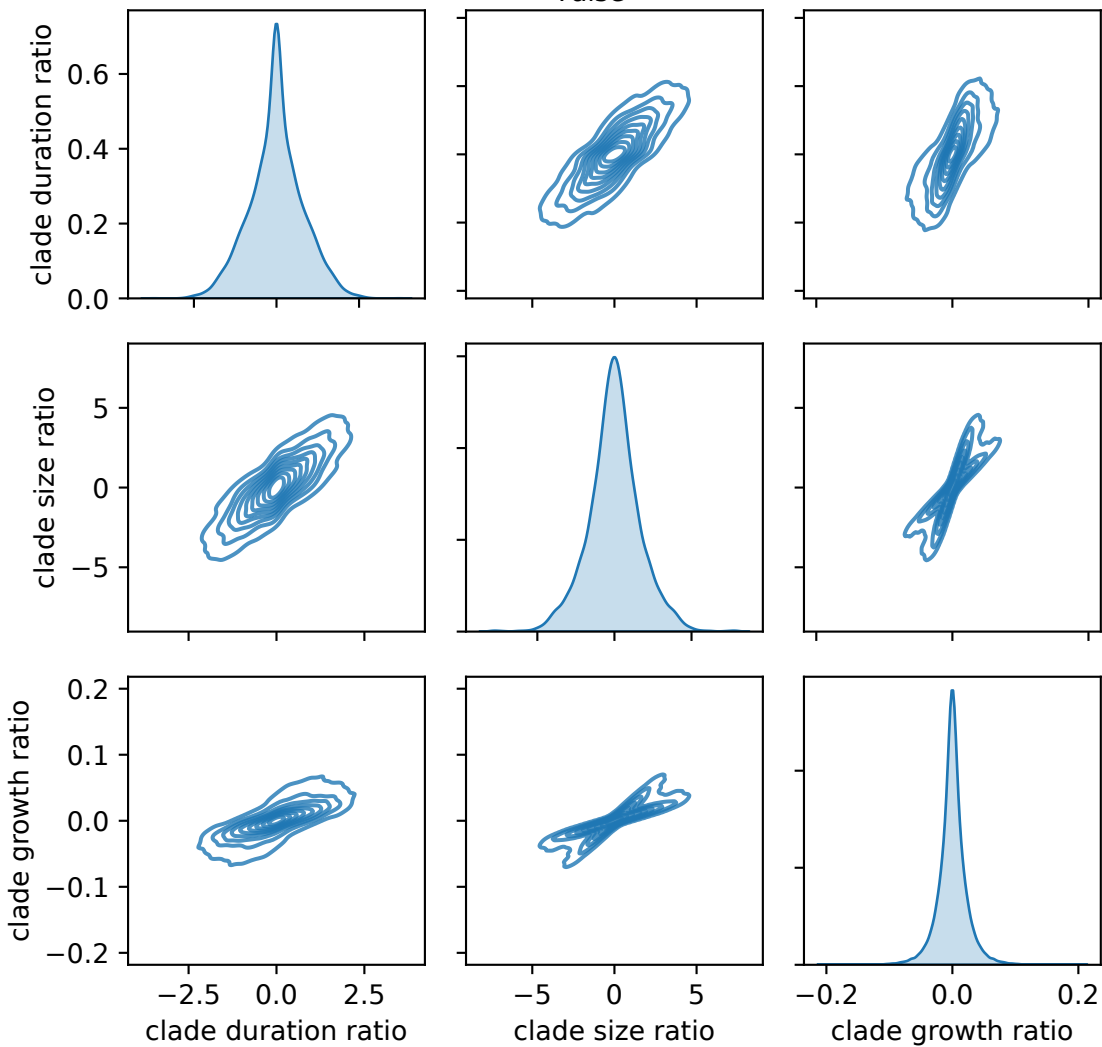 clade duration ratio
0.6
0.4
0.2
0.0
clade size ratio
5
0
−5
clade growth ratio
0.2
0.1
0.0
−0.1
−0.2
−2.5 0.0 2.5
−5 0 5
−0.2 0.0 0.2
clade duration ratio
clade size ratio
clade growth ratio